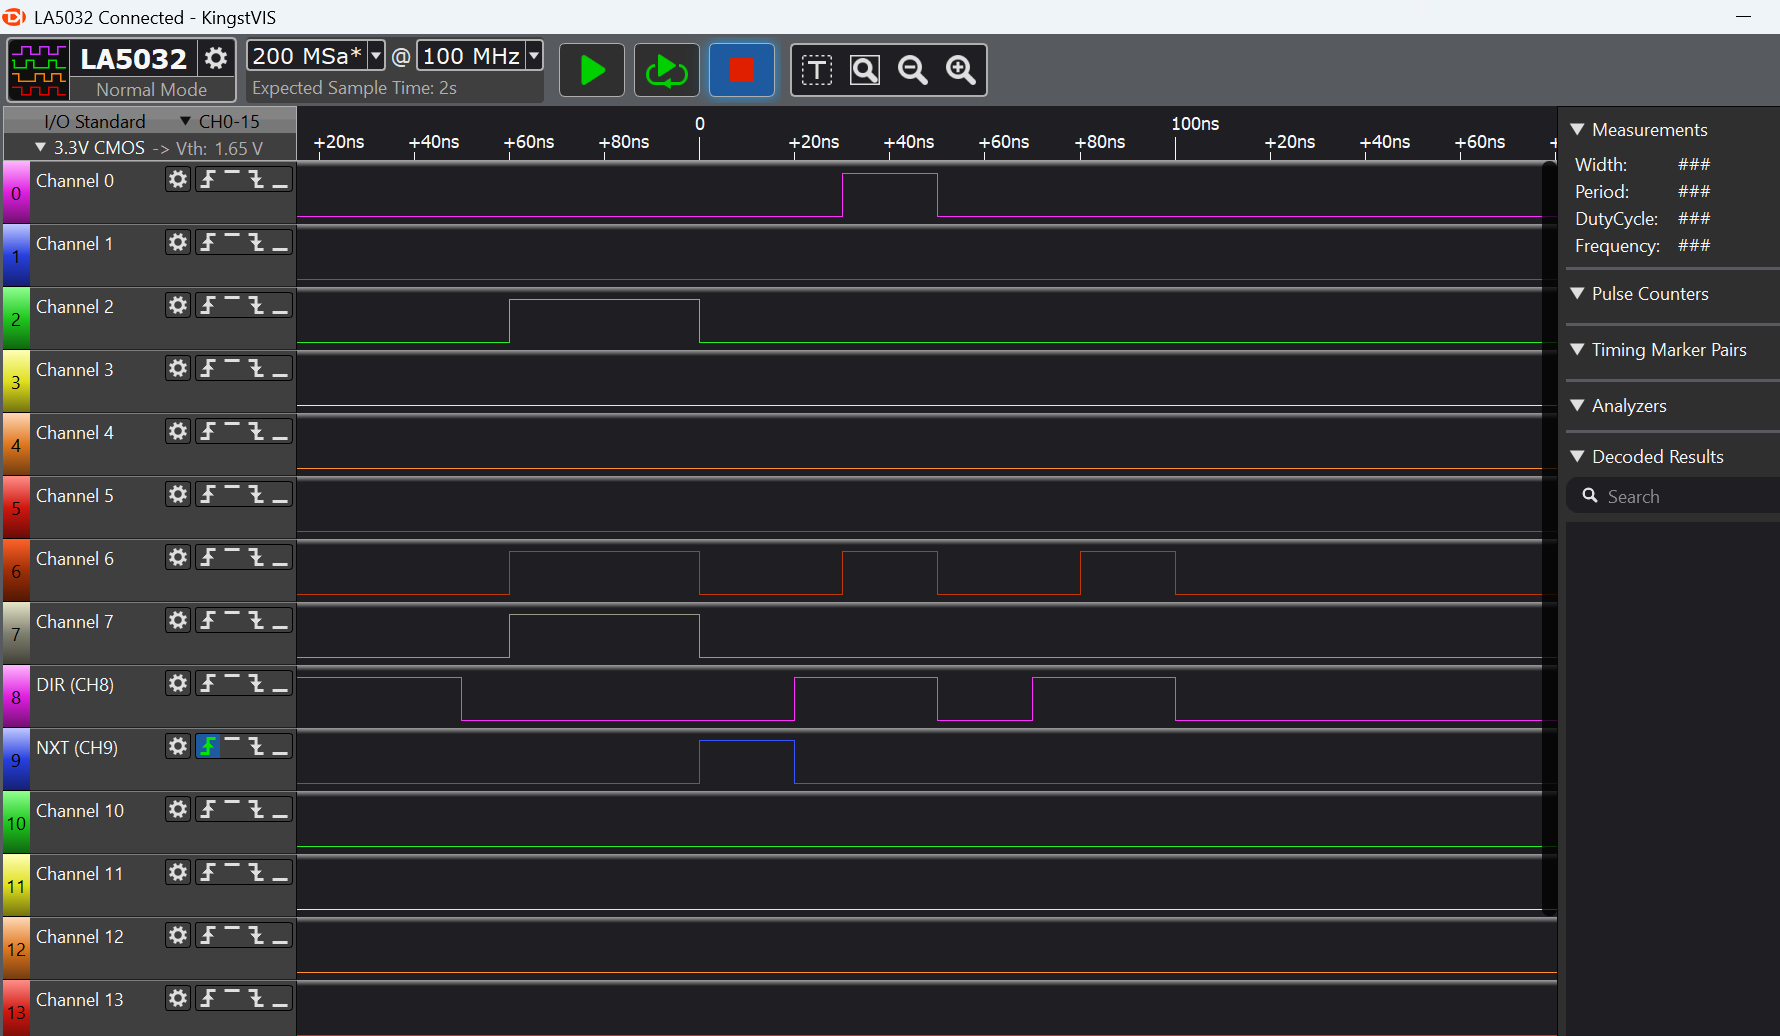 LA5032 Connected - KingstVIS
LA5032
Normal Mode
200 MSa* @ 100 MHz
Expected Sample Time: 2s
I/O Standard CH0-15
3.3V CMOS -> Vth: 1.65 V
0 100ns
+20ns +40ns +60ns +80ns +20ns +40ns +60ns +80ns +20ns +40ns +60ns +
0 Channel 0
1 Channel 1
2 Channel 2
3 Channel 3
4 Channel 4
5 Channel 5
6 Channel 6
7 Channel 7
8 DIR (CH8)
9 NXT (CH9)
10 Channel 10
11 Channel 11
12 Channel 12
13 Channel 13
T
Measurements
Width: ###
Period: ###
DutyCycle: ###
Frequency: ###
Pulse Counters
Timing Marker Pairs
Analyzers
Decoded Results
Search